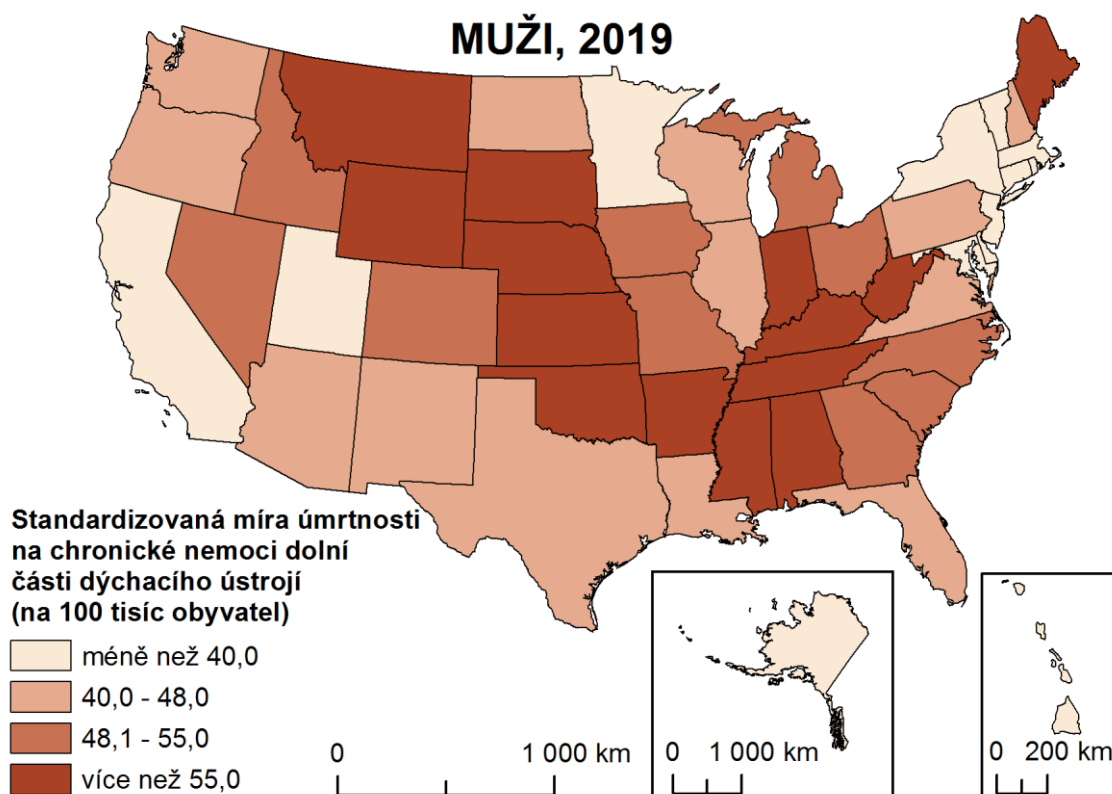 MUŽI, 2019
Standardizovaná míra úmrtnosti
na chronické nemoci dolní
části dýchacího ústrojí
(na 100 tisíc obyvatel)
méně než 40,0
40,0 - 48,0
48,1 - 55,0
více než 55,0
0 1 000 km
0 1 000 km
0 200 km